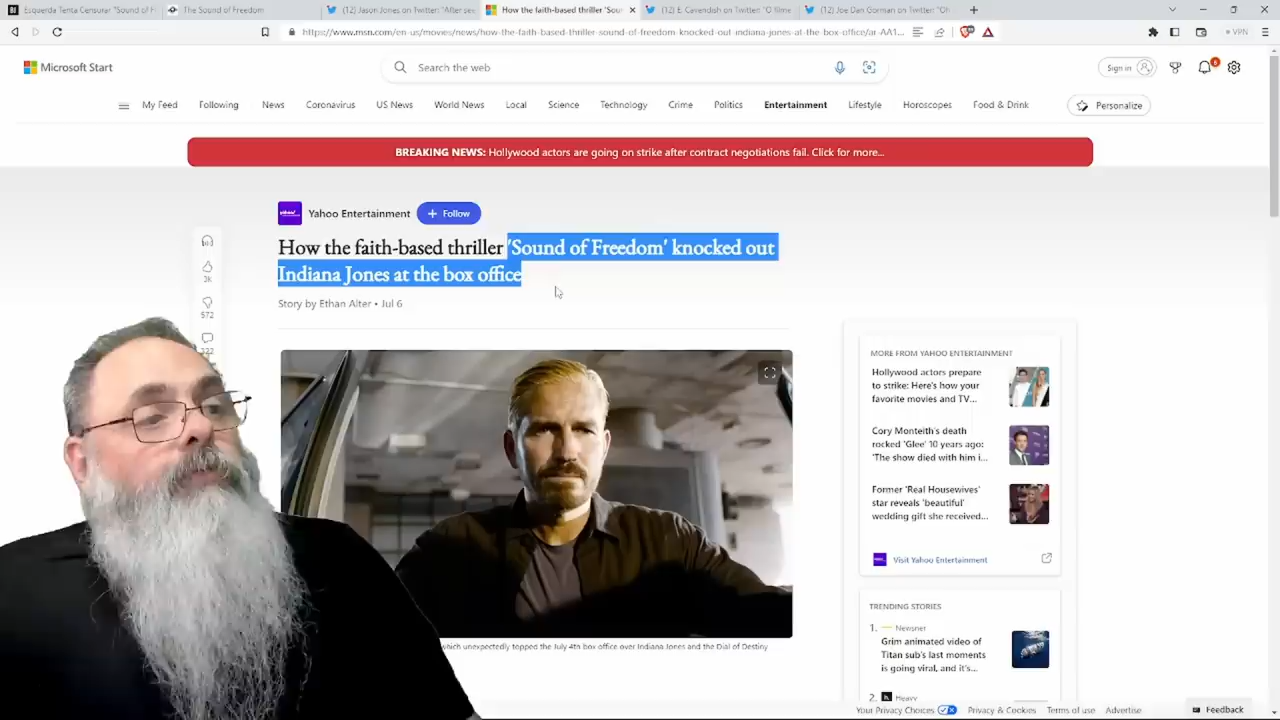 Esquerda Tenta Censurar "Sound of F
The Sound of Freedom
(12) Jason Jones on Twitter: "After see
How the faith-based thriller 'Soun
(12) E. Cavendish on Twitter: "O filme
(12) Joe Dan Gorman on Twitter: "Oh
https://www.msn.com/en-us/movies/news/how-the-faith-based-thriller-sound-of-freedom-knocked-out-indiana-jones-at-the-box-office/ar-AA1...
VPN
Microsoft Start
Search the web
Sign in
6
My Feed
Following
News
Coronavirus
US News
World News
Local
Science
Technology
Crime
Politics
Entertainment
Lifestyle
Horoscopes
Food & Drink
Personalize
BREAKING NEWS: Hollywood actors are going on strike after contract negotiations fail. Click for more...
Yahoo Entertainment
+ Follow
How the faith-based thriller 'Sound of Freedom' knocked out
Indiana Jones at the box office
Story by Ethan Alter • Jul 6
3K
572
322
which unexpectedly topped the July 4th box office over Indiana Jones and the Dial of Destiny
MORE FROM YAHOO ENTERTAINMENT
Hollywood actors prepare
to strike: Here's how your
favorite movies and TV...
Cory Monteith's death
rocked 'Glee' 10 years ago:
'The show died with him i...
Former 'Real Housewives'
star reveals 'beautiful'
wedding gift she received...
Visit Yahoo Entertainment
TRENDING STORIES
1. Newsner
Grim animated video of
Titan sub's last moments
is going viral, and it's...
2. Heavy
Your Privacy Choices
Privacy & Cookies
Terms of use
Advertise
Feedback